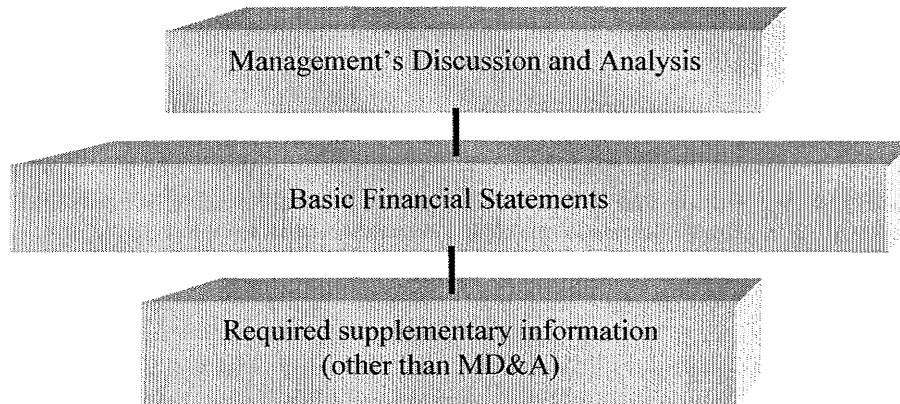 Management's Discussion and Analysis
Basic Financial Statements
Required supplementary information
(other than MD&A)